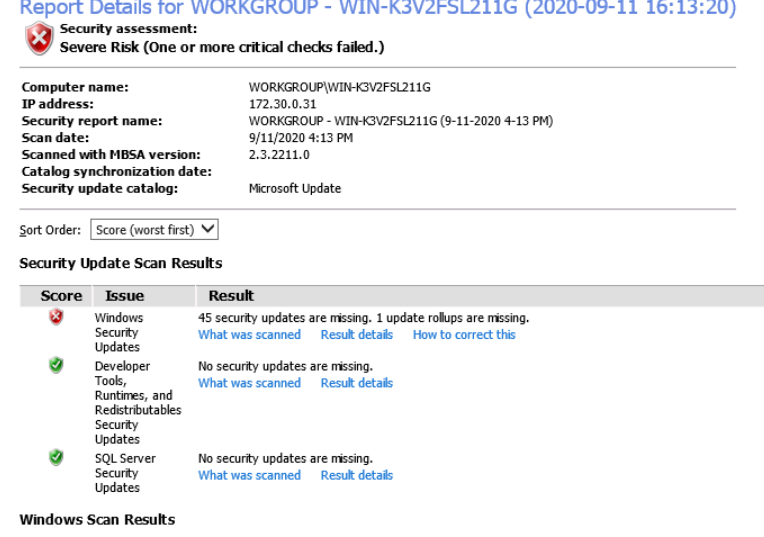 Report Details for WORKGROUP - WIN-K3V2FSL211G (2020-09-11 16:13:20)
Security assessment:
Severe Risk (One or more critical checks failed.)
Computer name: WORKGROUP\WIN-K3V2FSL211G
IP address: 172.30.0.31
Security report name: WORKGROUP - WIN-K3V2FSL211G (9-11-2020 4-13 PM)
Scan date: 9/11/2020 4:13 PM
Scanned with MBSA version: 2.3.2211.0
Catalog synchronization date:
Security update catalog: Microsoft Update
Sort Order: Score (worst first)
Security Update Scan Results
Score Issue Result
Windows 45 security updates are missing. 1 update rollups are missing.
Security What was scanned Result details How to correct this
Updates
Developer No security updates are missing.
Tools, What was scanned Result details
Runtimes, and
Redistributables
Security
Updates
SQL Server No security updates are missing.
Security What was scanned Result details
Updates
Windows Scan Results